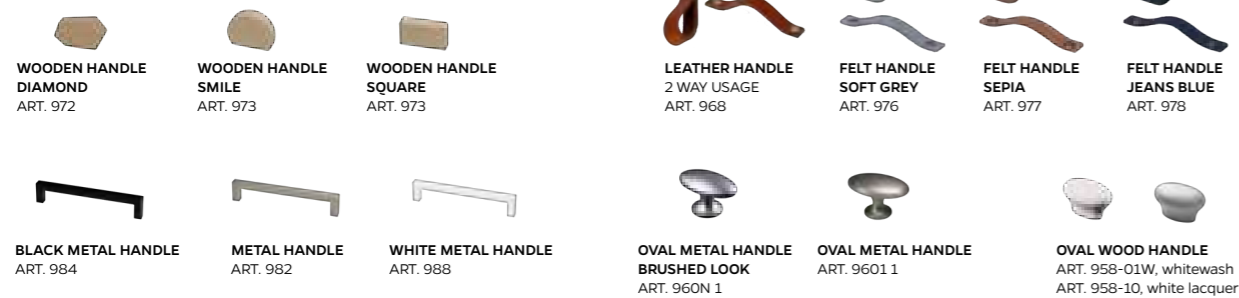 WOODEN HANDLE
DIAMOND
ART. 972
WOODEN HANDLE
SMILE
ART. 973
WOODEN HANDLE
SQUARE
ART. 973
LEATHER HANDLE
2 WAY USAGE
ART. 968
FELT HANDLE
SOFT GREY
ART. 976
FELT HANDLE
SEPIA
ART. 977
FELT HANDLE
JEANS BLUE
ART. 978
BLACK METAL HANDLE
ART. 984
METAL HANDLE
ART. 982
WHITE METAL HANDLE
ART. 988
OVAL METAL HANDLE
BRUSHED LOOK
ART. 960N 1
OVAL METAL HANDLE
ART. 9601 1
OVAL WOOD HANDLE
ART. 958-01W, whitewash
ART. 958-10, white lacquer